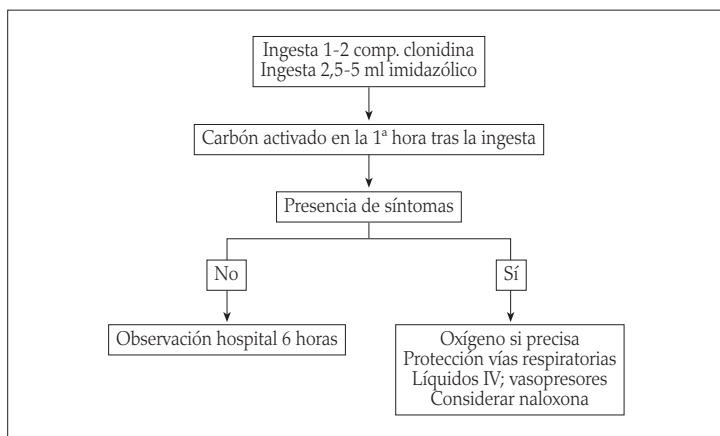 Ingesta 1-2 comp. clonidina
Ingesta 2,5-5 ml imidazólico
Carbón activado en la 1ª hora tras la ingesta
Presencia de síntomas
No
Sí
Observación hospital 6 horas
Oxígeno si precisa
Protección vías respiratorias
Líquidos IV; vasopresores
Considerar naloxona